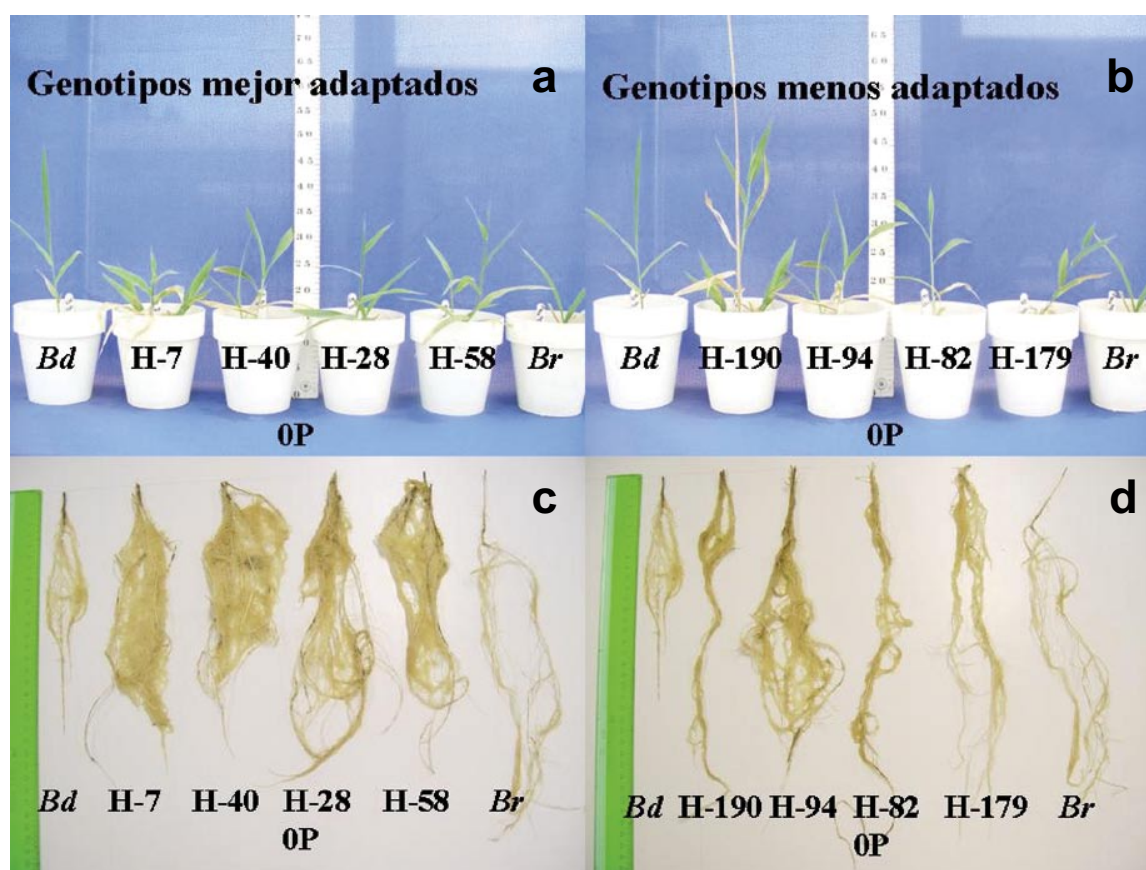 Genotipos mejor adaptados
a
Bd H-7 H-40 H-28 H-58 Br
0P
Genotipos menos adaptados
b
Bd H-190 H-94 H-82 H-179 Br
0P
c
Bd H-7 H-40 H-28 H-58 Br
0P
d
Bd H-190 H-94 H-82 H-179 Br
0P